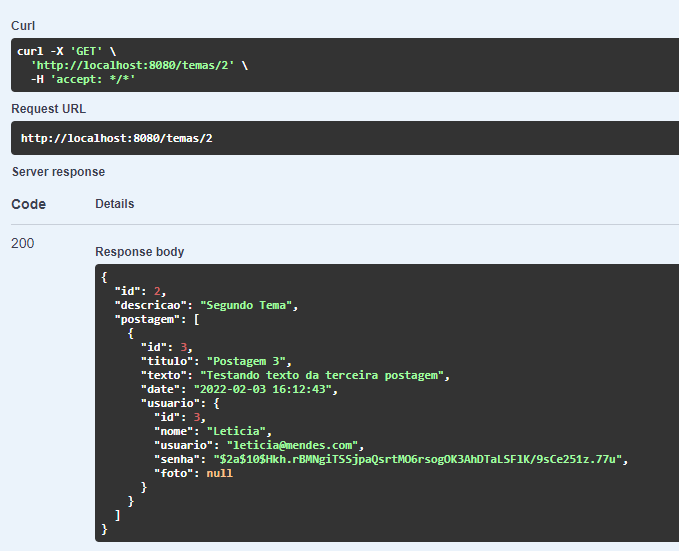 Curl
curl -X 'GET' \
  'http://localhost:8080/temas/2' \
  -H 'accept: */*'
Request URL
http://localhost:8080/temas/2
Server response
Code Details
200
Response body
{
  "id": 2,
  "descricao": "Segundo Tema",
  "postagem": [
    {
      "id": 3,
      "titulo": "Postagem 3",
      "texto": "Testando texto da terceira postagem",
      "date": "2022-02-03 16:12:43",
      "usuario": {
        "id": 3,
        "nome": "Leticia",
        "usuario": "leticia@mendes.com",
        "senha": "$2a$10$Hkh.rBMNgiTSSjpaQsrtMO6rsogOK3AhDTaLSFlK/9sCe251z.77u",
        "foto": null
      }
    }
  ]
}